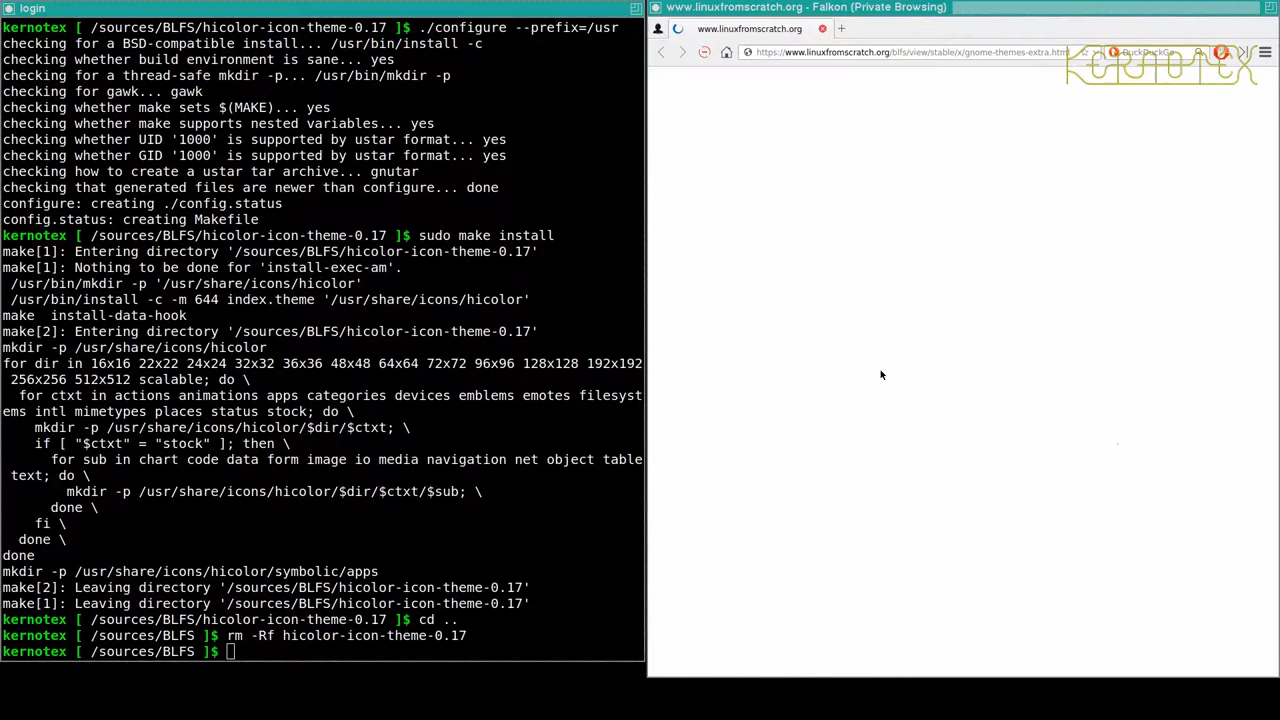 login
kernotex [ /sources/BLFS/hicolor-icon-theme-0.17 ]$ ./configure --prefix=/usr
checking for a BSD-compatible install... /usr/bin/install -c
checking whether build environment is sane... yes
checking for a thread-safe mkdir -p... /usr/bin/mkdir -p
checking for gawk... gawk
checking whether make sets $(MAKE)... yes
checking whether make supports nested variables... yes
checking whether UID '1000' is supported by ustar format... yes
checking whether GID '1000' is supported by ustar format... yes
checking how to create a ustar tar archive... gnutar
checking that generated files are newer than configure... done
configure: creating ./config.status
config.status: creating Makefile
kernotex [ /sources/BLFS/hicolor-icon-theme-0.17 ]$ sudo make install
make[1]: Entering directory '/sources/BLFS/hicolor-icon-theme-0.17'
make[1]: Nothing to be done for 'install-exec-am'.
 /usr/bin/mkdir -p '/usr/share/icons/hicolor'
 /usr/bin/install -c -m 644 index.theme '/usr/share/icons/hicolor'
make  install-data-hook
make[2]: Entering directory '/sources/BLFS/hicolor-icon-theme-0.17'
mkdir -p /usr/share/icons/hicolor
for dir in 16x16 22x22 24x24 32x32 36x36 48x48 64x64 72x72 96x96 128x128 192x192
 256x256 512x512 scalable; do \
  for ctxt in actions animations apps categories devices emblems emotes filesyst
ems intl mimetypes places status stock; do \
    mkdir -p /usr/share/icons/hicolor/$dir/$ctxt; \
    if [ "$ctxt" = "stock" ]; then \
      for sub in chart code data form image io media navigation net object table
 text; do \
        mkdir -p /usr/share/icons/hicolor/$dir/$ctxt/$sub; \
      done \
    fi \
  done \
done
mkdir -p /usr/share/icons/hicolor/symbolic/apps
make[2]: Leaving directory '/sources/BLFS/hicolor-icon-theme-0.17'
make[1]: Leaving directory '/sources/BLFS/hicolor-icon-theme-0.17'
kernotex [ /sources/BLFS/hicolor-icon-theme-0.17 ]$ cd ..
kernotex [ /sources/BLFS ]$ rm -Rf hicolor-icon-theme-0.17
kernotex [ /sources/BLFS ]$
www.linuxfromscratch.org - Falkon (Private Browsing)
www.linuxfromscratch.org
https://www.linuxfromscratch.org/blfs/view/stable/x/gnome-themes-extra.html
DuckDuckGo
KERNOTEX